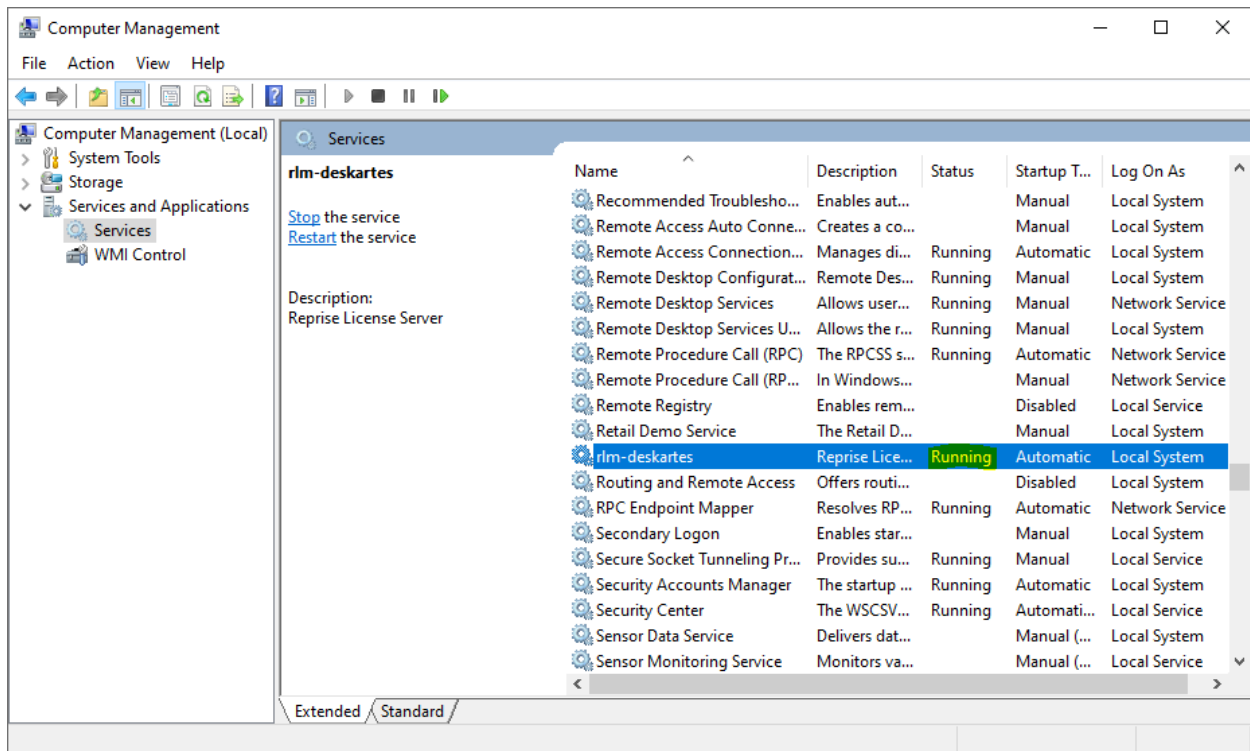 Computer Management
File Action View Help
Computer Management (Local)
System Tools
Storage
Services and Applications
Services
WMI Control
Services
rlm-deskartes
Stop the service
Restart the service
Description:
Reprise License Server
Name Description Status Startup T... Log On As
Recommended Troublesho... Enables aut... Manual Local System
Remote Access Auto Conne... Creates a co... Manual Local System
Remote Access Connection... Manages di... Running Automatic Local System
Remote Desktop Configurat... Remote Des... Running Manual Local System
Remote Desktop Services Allows user... Running Manual Network Service
Remote Desktop Services U... Allows the r... Running Manual Local System
Remote Procedure Call (RPC) The RPCSS s... Running Automatic Network Service
Remote Procedure Call (RP... In Windows... Manual Network Service
Remote Registry Enables rem... Disabled Local Service
Retail Demo Service The Retail D... Manual Local System
rlm-deskartes Reprise Lice... Running Automatic Local System
Routing and Remote Access Offers routi... Disabled Local System
RPC Endpoint Mapper Resolves RP... Running Automatic Network Service
Secondary Logon Enables star... Manual Local System
Secure Socket Tunneling Pr... Provides su... Running Manual Local Service
Security Accounts Manager The startup ... Running Automatic Local System
Security Center The WSCSV... Running Automati... Local Service
Sensor Data Service Delivers dat... Manual (... Local System
Sensor Monitoring Service Monitors va... Manual (... Local Service
Extended Standard